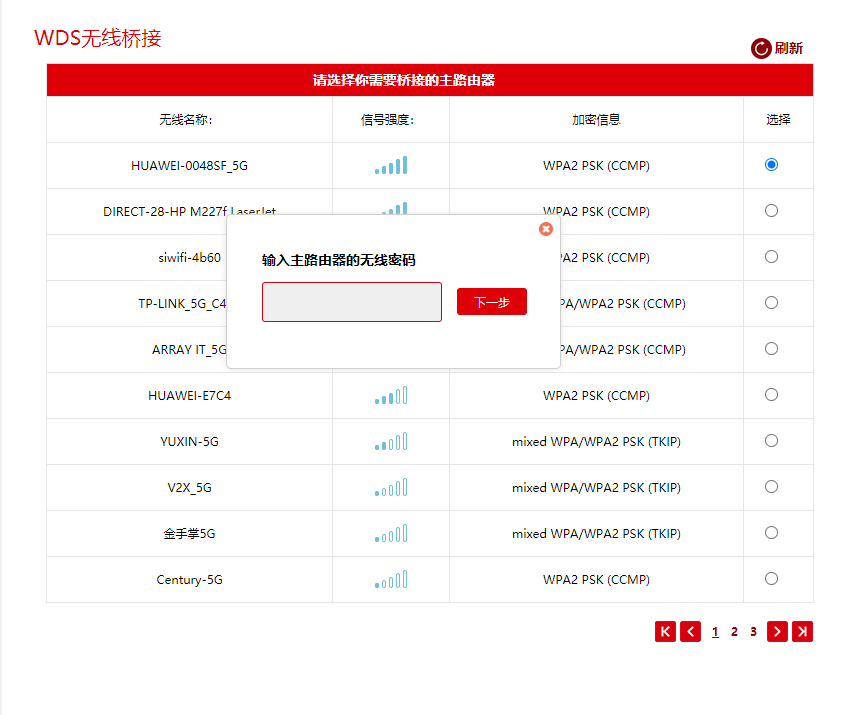 WDS无线桥接
刷新
请选择你需要桥接的主路由器
无线名称: 信号强度: 加密信息 选择
HUAWEI-0048SF_5G WPA2 PSK (CCMP)
DIRECT-28-HP M227f LaserJet WPA2 PSK (CCMP)
siwifi-4b60 PSK (CCMP)
输入主路由器的无线密码
TP-LINK_5G_C4 PSK (CCMP)
下一步
ARRAY IT_5G PSK (CCMP)
HUAWEI-E7C4 WPA2 PSK (CCMP)
YUXIN-5G mixed WPA/WPA2 PSK (TKIP)
V2X_5G mixed WPA/WPA2 PSK (TKIP)
金手掌5G mixed WPA/WPA2 PSK (TKIP)
Century-5G WPA2 PSK (CCMP)
1 2 3